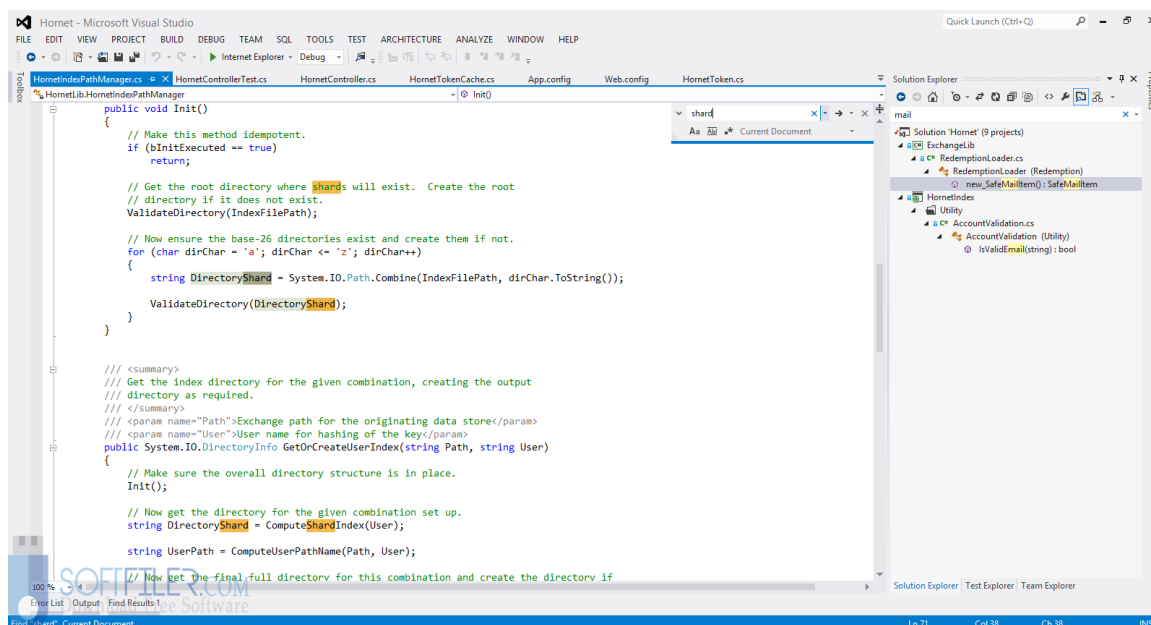 Hornet - Microsoft Visual Studio
Quick Launch (Ctrl+Q)
FILE EDIT VIEW PROJECT BUILD DEBUG TEAM SQL TOOLS TEST ARCHITECTURE ANALYZE WINDOW HELP
Internet Explorer Debug
Toolbox
HornetIndexPathManager.cs HornetControllerTest.cs HornetController.cs HornetTokenCache.cs App.config Web.config HornetToken.cs
HornetLib.HornetIndexPathManager Init()
public void Init()
{
// Make this method idempotent.
if (bInitExecuted == true)
return;
// Get the root directory where shards will exist.  Create the root
// directory if it does not exist.
ValidateDirectory(IndexFilePath);
// Now ensure the base-26 directories exist and create them if not.
for (char dirChar = 'a'; dirChar <= 'z'; dirChar++)
{
string DirectoryShard = System.IO.Path.Combine(IndexFilePath, dirChar.ToString());
ValidateDirectory(DirectoryShard);
}
}
/// <summary>
/// Get the index directory for the given combination, creating the output
/// directory as required.
/// </summary>
/// <param name="Path">Exchange path for the originating data store</param>
/// <param name="User">User name for hashing of the key</param>
public System.IO.DirectoryInfo GetOrCreateUserIndex(string Path, string User)
{
// Make sure the overall directory structure is in place.
Init();
// Now get the directory for the given combination set up.
string DirectoryShard = ComputeShardIndex(User);
string UserPath = ComputeUserPathName(Path, User);
// Now get the final full directory for this combination and create the directory if
shard
Aa Ab .* Current Document
Solution Explorer
mail
Solution 'Hornet' (9 projects)
ExchangeLib
C# RedemptionLoader.cs
RedemptionLoader (Redemption)
new_SafeMailItem() : SafeMailItem
HornetIndex
Utility
C# AccountValidation.cs
AccountValidation (Utility)
IsValidEmail(string) : bool
Solution Explorer Test Explorer Team Explorer
100 %
SOFTFILER.COM
Error List Output Find Results 1
Free Software
Find "shard", Current Document
Ln 71 Col 38 Ch 38 INS